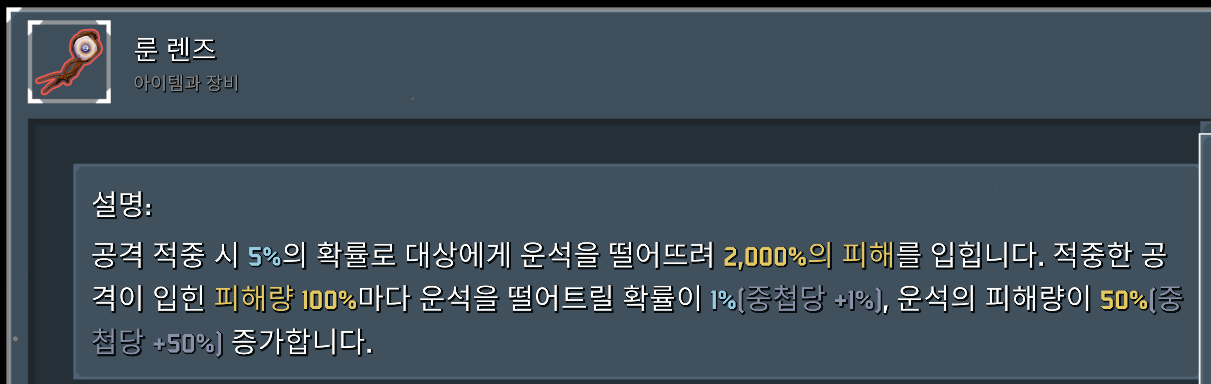 룬 렌즈
아이템과 장비
설명:
공격 적중 시 5%의 확률로 대상에게 운석을 떨어뜨려 2,000%의 피해를 입힙니다. 적중한 공
격이 입힌 피해량 100%마다 운석을 떨어트릴 확률이 1%(중첩당 +1%), 운석의 피해량이 50%(중
첩당 +50%) 증가합니다.